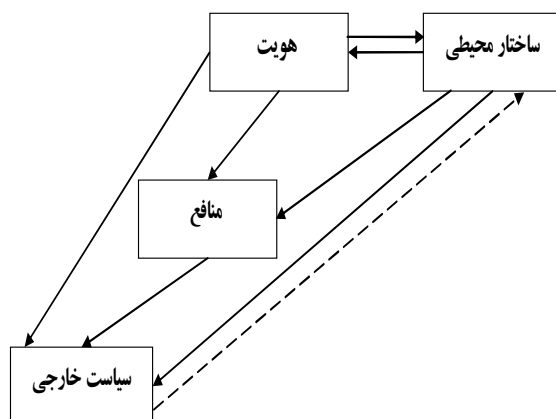 ساختار محیطی
هویت
منافع
سیاست خارجی